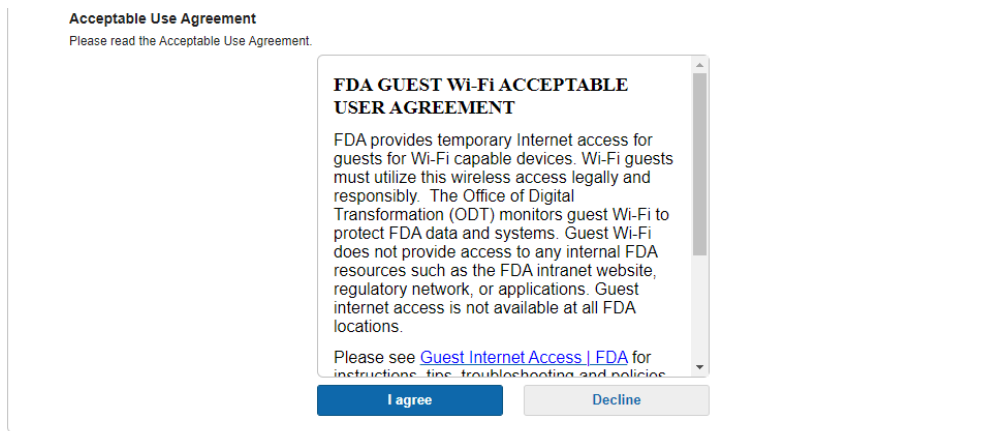 Acceptable Use Agreement
Please read the Acceptable Use Agreement.
FDA GUEST Wi-Fi ACCEPTABLE
USER AGREEMENT
FDA provides temporary Internet access for
guests for Wi-Fi capable devices. Wi-Fi guests
must utilize this wireless access legally and
responsibly.  The Office of Digital
Transformation (ODT) monitors guest Wi-Fi to
protect FDA data and systems. Guest Wi-Fi
does not provide access to any internal FDA
resources such as the FDA intranet website,
regulatory network, or applications. Guest
internet access is not available at all FDA
locations.
Please see Guest Internet Access | FDA for
instructions, tips, troubleshooting and policies
I agree
Decline